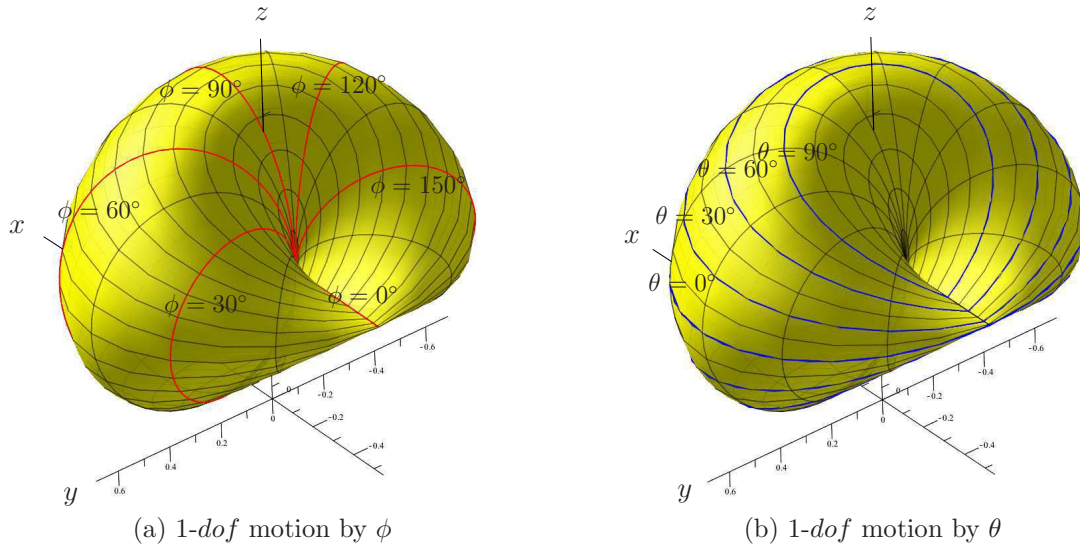 z
ϕ = 90°
ϕ = 120°
ϕ = 150°
ϕ = 60°
x
ϕ = 30°
ϕ = 0°
-0.6
-0.4
-0.2
0
0
-0.2
-0.4
0.2
0.4
0.6
y
(a) 1-dof motion by ϕ
z
θ = 90°
θ = 60°
θ = 30°
x
θ = 0°
-0.6
-0.4
-0.2
0
0
-0.2
-0.4
0.2
0.4
0.6
y
(b) 1-dof motion by θ